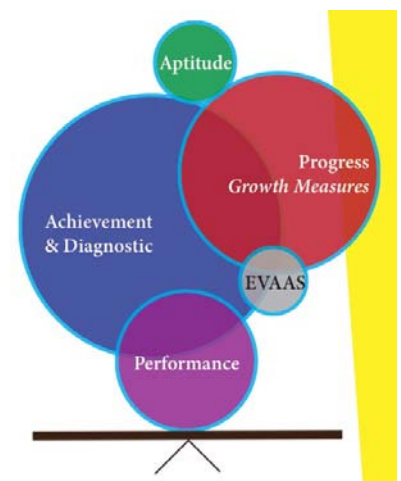 Aptitude
Progress
Growth Measures
Achievement
& Diagnostic
EVAAS
Performance